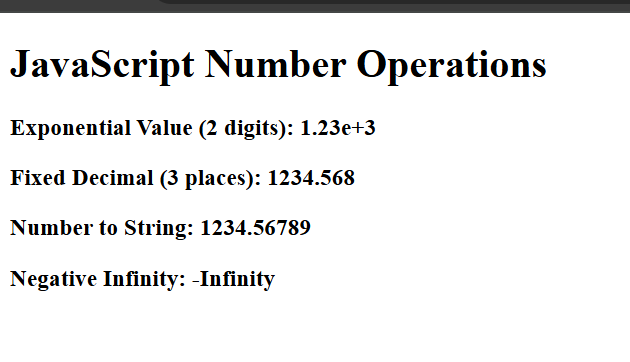 JavaScript Number Operations
Exponential Value (2 digits): 1.23e+3
Fixed Decimal (3 places): 1234.568
Number to String: 1234.56789
Negative Infinity: -Infinity